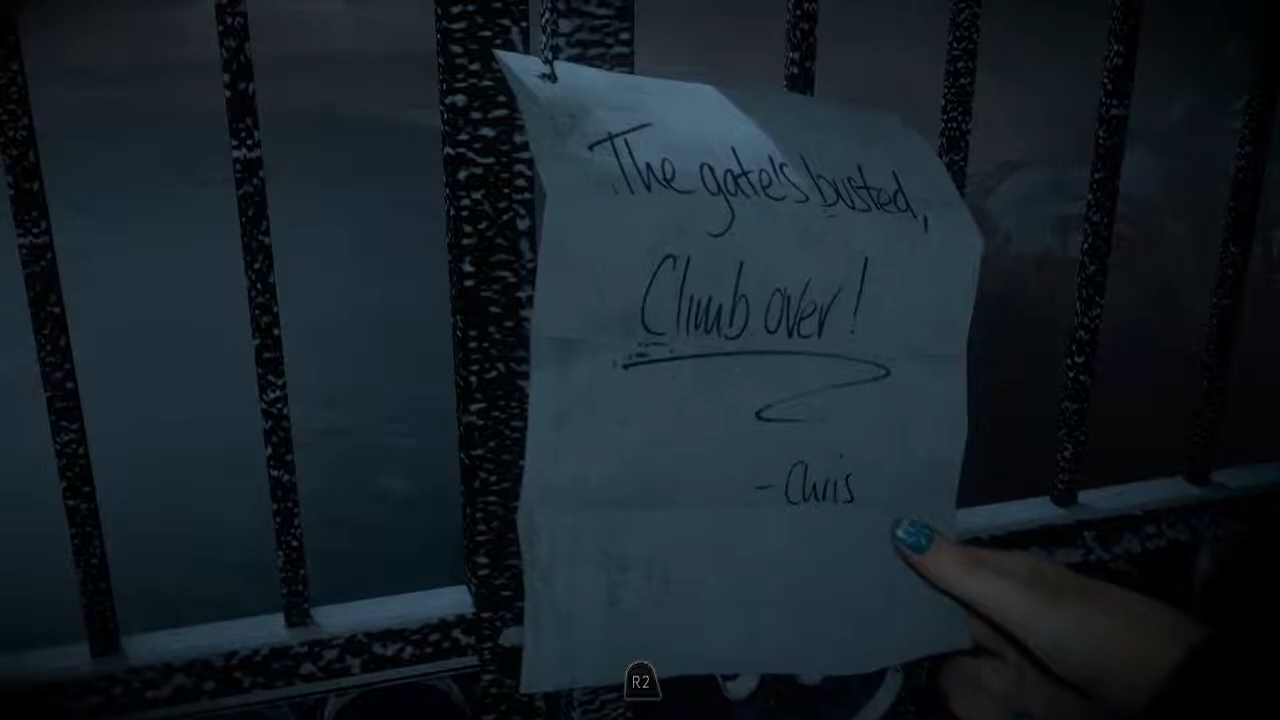 The gate's busted,
Climb over!
- Chris
R2